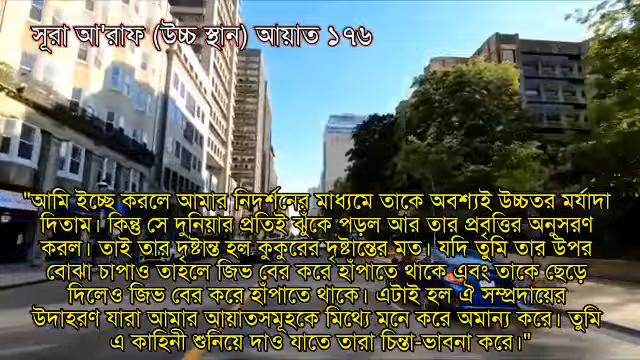 সূরা আ'রাফ (উচ্চ স্থান) আয়াত ১৭৬
"আমি ইচ্ছে করলে আমার নিদর্শনের মাধ্যমে তাকে অবশ্যই উচ্চতর মর্যাদা
দিতাম। কিন্তু সে দুনিয়ার প্রতিই ঝুঁকে পড়ল আর তার প্রবৃত্তির অনুসরণ
করল। তাই তার দৃষ্টান্ত হল কুকুরের দৃষ্টান্তের মত। যদি তুমি তার উপর
বোঝা চাপাও তাহলে জিভ বের করে হাঁপাতে থাকে এবং তাকে ছেড়ে
দিলেও জিভ বের করে হাঁপাতে থাকে। এটাই হল ঐ সম্প্রদায়ের
উদাহরণ যারা আমার আয়াতসমূহকে মিথ্যে মনে করে অমান্য করে। তুমি
এ কাহিনী শুনিয়ে দাও যাতে তারা চিন্তা-ভাবনা করে।"